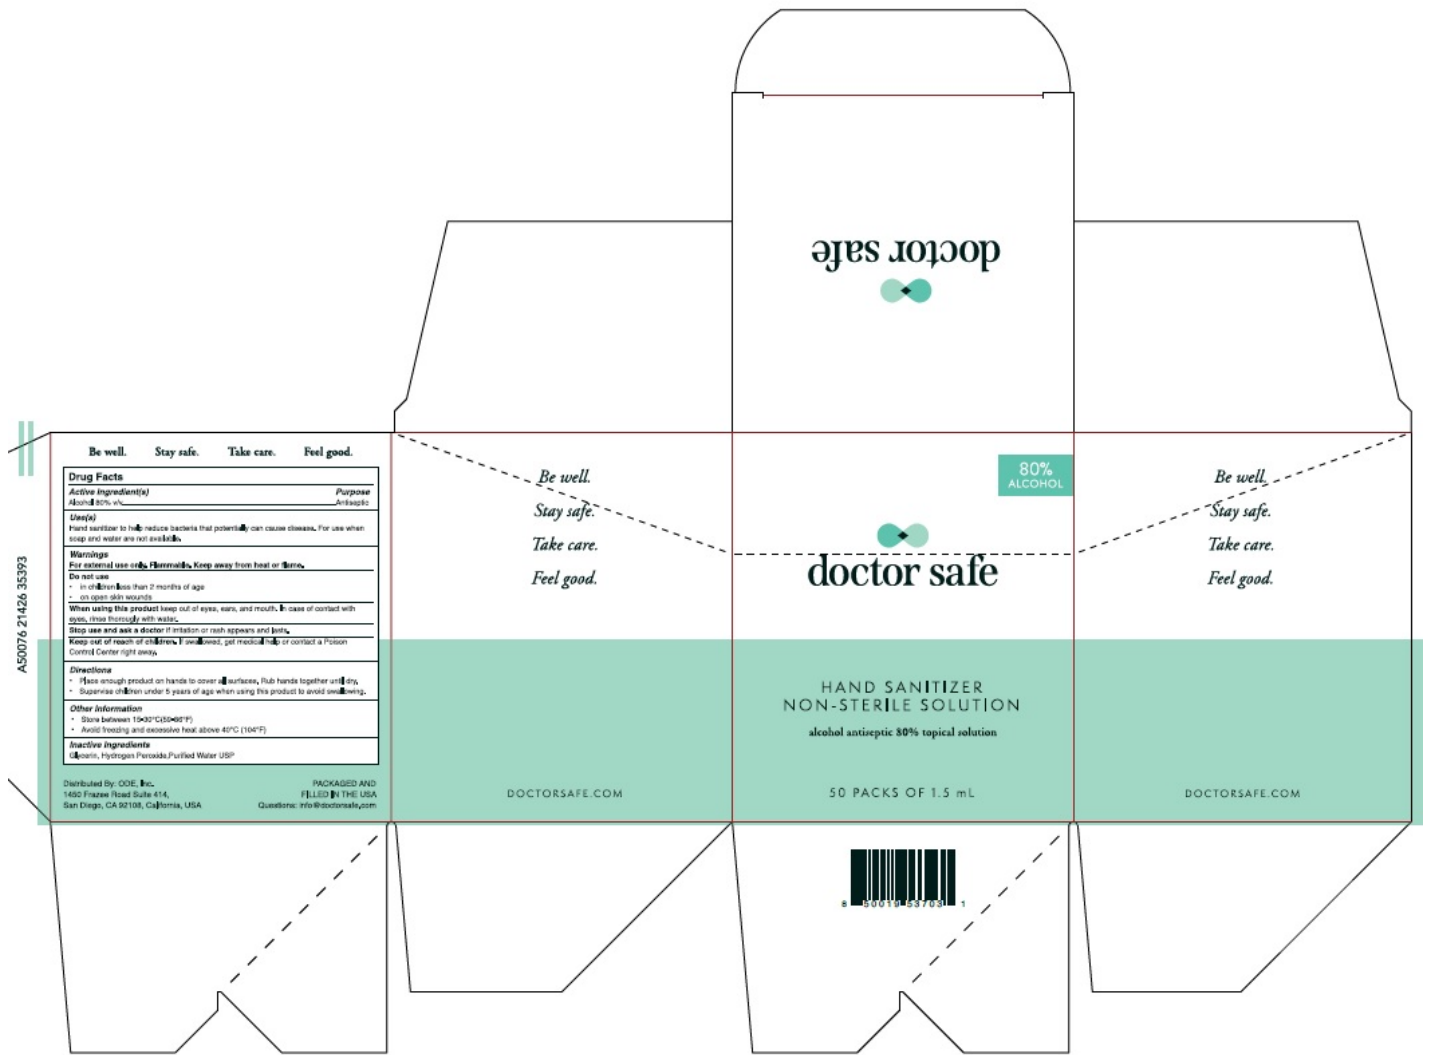 doctor safe
Be well. Stay safe. Take care. Feel good.
Drug Facts
Active Ingredient(s) Purpose
Alcohol 80% v/v Antiseptic
Use(s)
Hand sanitizer to help reduce bacteria that potentially can cause disease. For use when
soap and water are not available.
Warnings
For external use only. Flammable. Keep away from heat or flame.
Do not use
• in children less than 2 months of age
• on open skin wounds
When using this product keep out of eyes, ears, and mouth. In case of contact with
eyes, rinse thorougly with water.
Stop use and ask a doctor if irritation or rash appears and lasts.
Keep out of reach of children. If swallowed, get medical help or contact a Poison
Control Center right away.
Directions
• Place enough product on hands to cover all surfaces, Rub hands together until dry.
• Supervise children under 5 years of age when using this product to avoid swallowing.
Other Information
• Store between 15-30°C(59-86°F)
• Avoid freezing and excessive heat above 40°C (104°F)
Inactive Ingredients
Glycerin, Hydrogen Peroxide,Purified Water USP
Distributed By: ODE, Inc.
1450 Frazee Road Suite 414,
San Diego, CA 92108, California, USA
PACKAGED AND
FILLED IN THE USA
Questions: info@doctorsafe.com
A50076 21426 35393
Be well.
Stay safe.
Take care.
Feel good.
DOCTORSAFE.COM
80%
ALCOHOL
doctor safe
HAND SANITIZER
NON-STERILE SOLUTION
alcohol antiseptic 80% topical solution
50 PACKS OF 1.5 mL
8 50019 53703 1
Be well.
Stay safe.
Take care.
Feel good.
DOCTORSAFE.COM